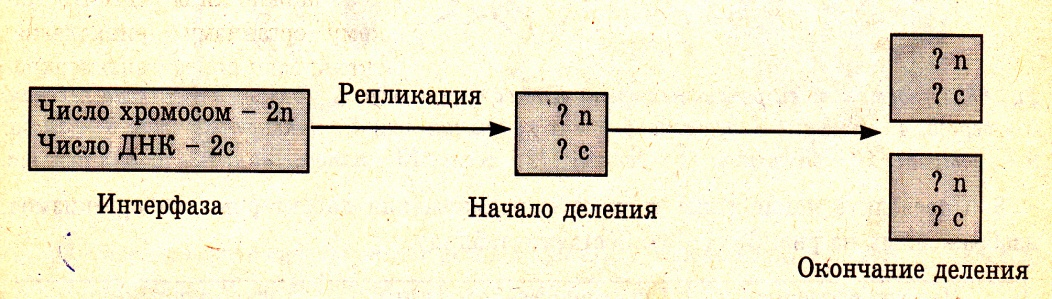 Число хромосом – 2n
Число ДНК – 2c
Интерфаза
Репликация
? n
? c
Начало деления
? n
? c
? n
? c
Окончание деления